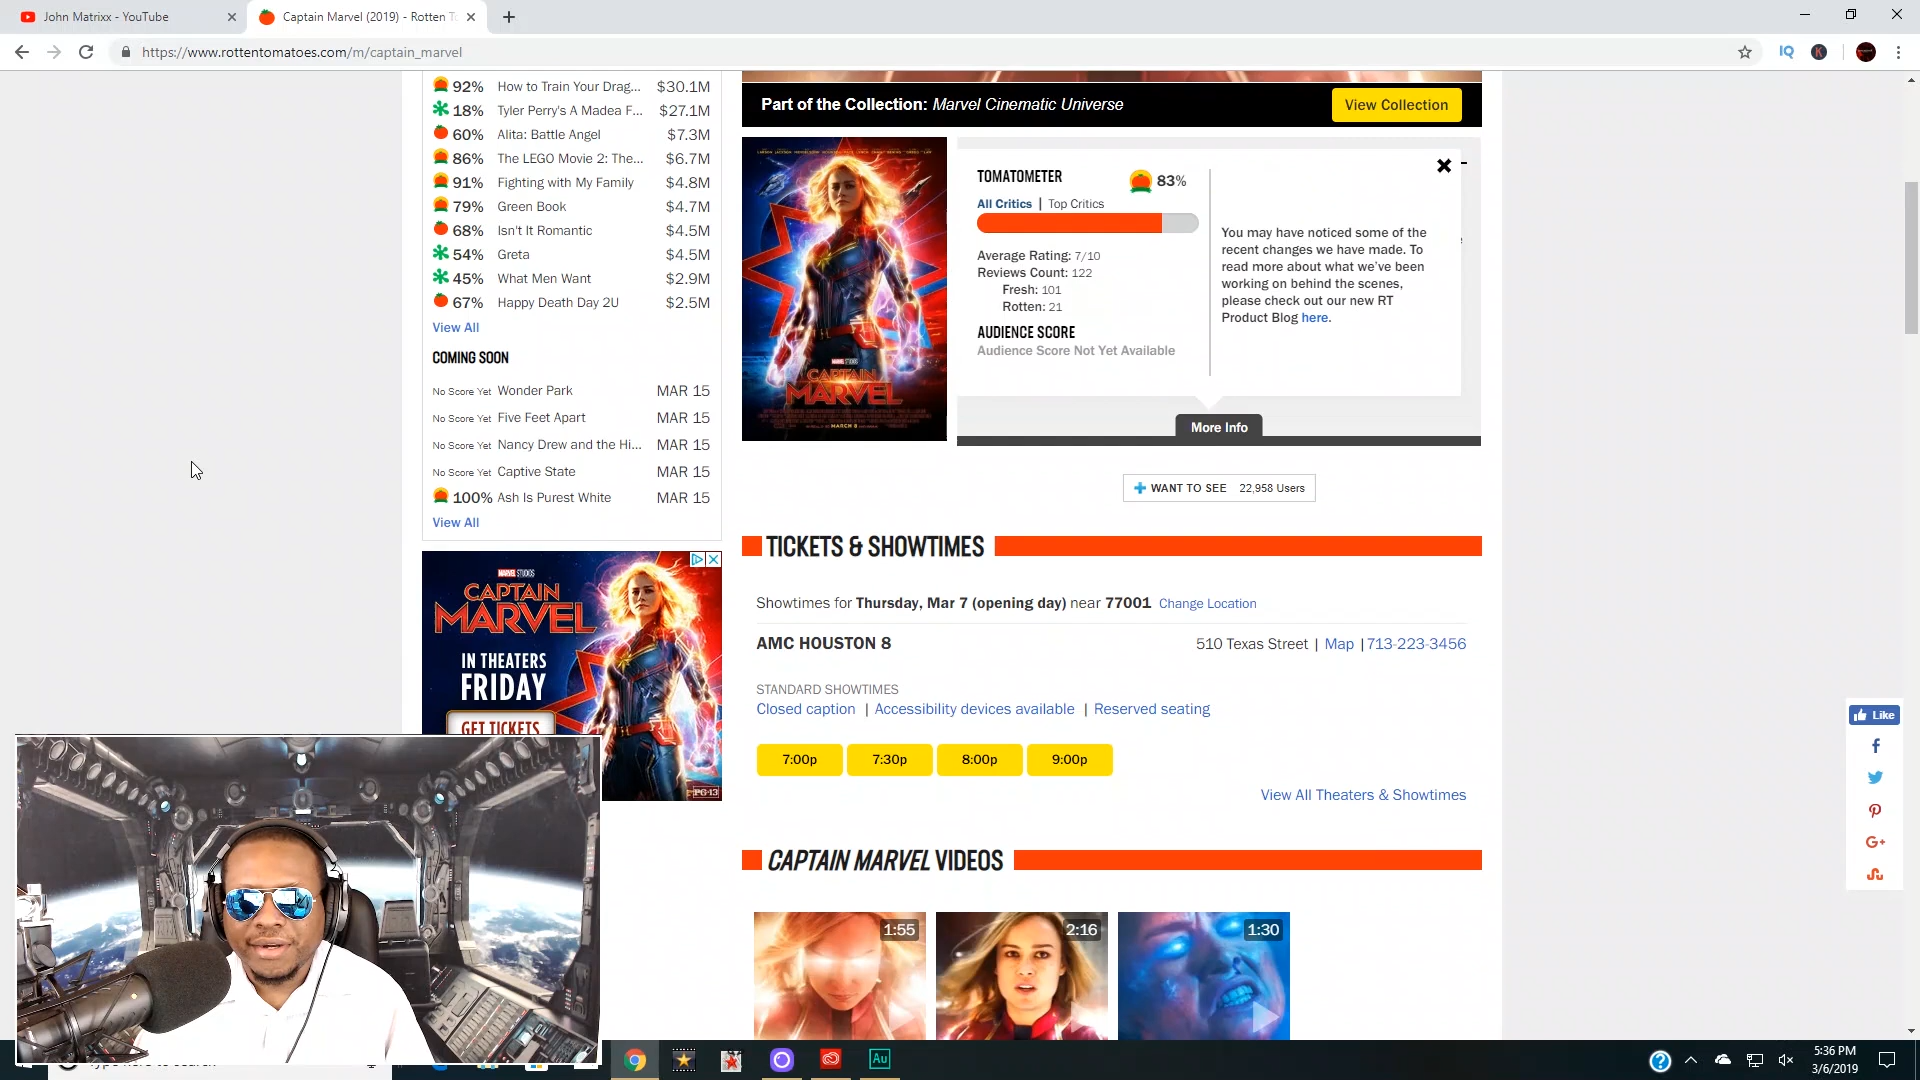 John Matrixx - YouTube
Captain Marvel (2019) - Rotten To
https://www.rottentomatoes.com/m/captain_marvel
92% How to Train Your Drag... $30.1M
18% Tyler Perry's A Madea F... $27.1M
60% Alita: Battle Angel $7.3M
86% The LEGO Movie 2: The... $6.7M
91% Fighting with My Family $4.8M
79% Green Book $4.7M
68% Isn't It Romantic $4.5M
54% Greta $4.5M
45% What Men Want $2.9M
67% Happy Death Day 2U $2.5M
View All
COMING SOON
No Score Yet Wonder Park MAR 15
No Score Yet Five Feet Apart MAR 15
No Score Yet Nancy Drew and the Hi... MAR 15
No Score Yet Captive State MAR 15
100% Ash Is Purest White MAR 15
View All
MARVEL STUDIOS
CAPTAIN
MARVEL
IN THEATERS
FRIDAY
GET TICKETS
PG-13
Part of the Collection: Marvel Cinematic Universe
View Collection
MARVEL STUDIOS
CAPTAIN
MARVEL
MARCH 8
TOMATOMETER
83%
All Critics | Top Critics
Average Rating: 7/10
Reviews Count: 122
Fresh: 101
Rotten: 21
AUDIENCE SCORE
Audience Score Not Yet Available
You may have noticed some of the
recent changes we have made. To
read more about what we've been
working on behind the scenes,
please check out our new RT
Product Blog here.
More Info
WANT TO SEE 22,958 Users
TICKETS & SHOWTIMES
Showtimes for Thursday, Mar 7 (opening day) near 77001 Change Location
AMC HOUSTON 8
510 Texas Street | Map | 713-223-3456
STANDARD SHOWTIMES
Closed caption | Accessibility devices available | Reserved seating
7:00p 7:30p 8:00p 9:00p
View All Theaters & Showtimes
CAPTAIN MARVEL VIDEOS
1:55
2:16
1:30
Like
G+
Au
5:36 PM
3/6/2019